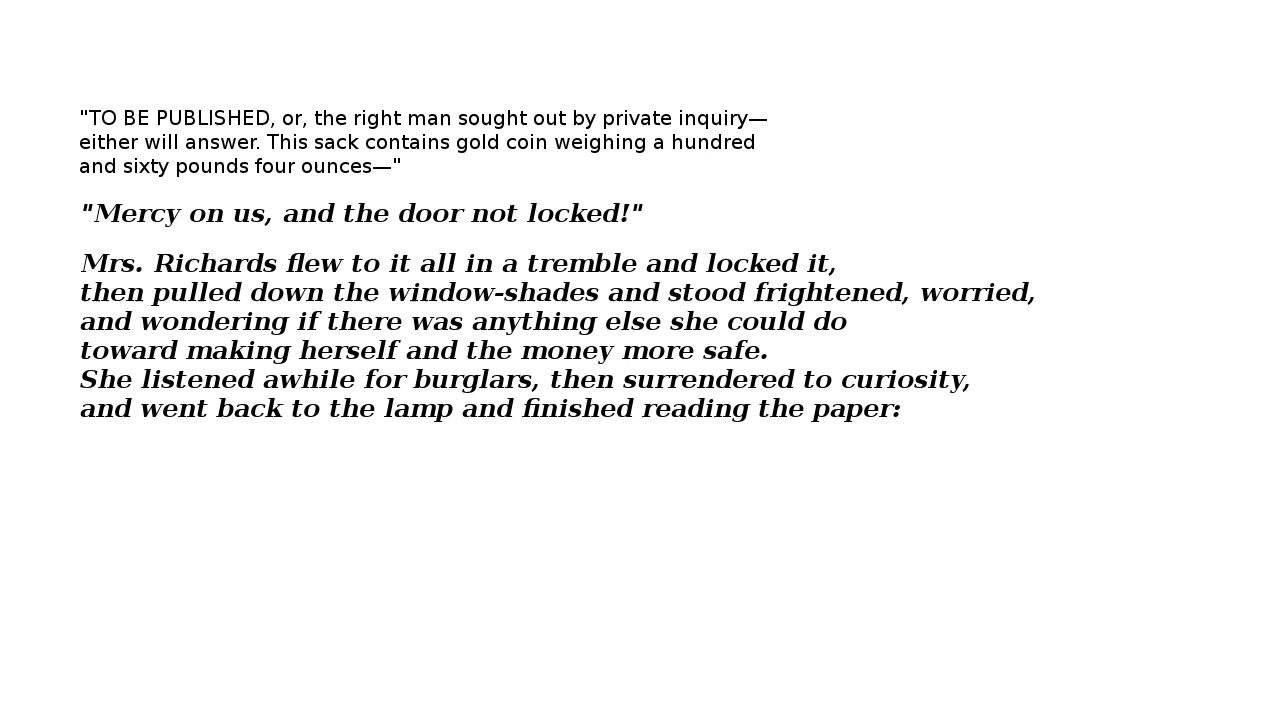 "TO BE PUBLISHED, or, the right man sought out by private inquiry—
either will answer. This sack contains gold coin weighing a hundred
and sixty pounds four ounces—"
"Mercy on us, and the door not locked!"
Mrs. Richards flew to it all in a tremble and locked it,
then pulled down the window-shades and stood frightened, worried,
and wondering if there was anything else she could do
toward making herself and the money more safe.
She listened awhile for burglars, then surrendered to curiosity,
and went back to the lamp and finished reading the paper: